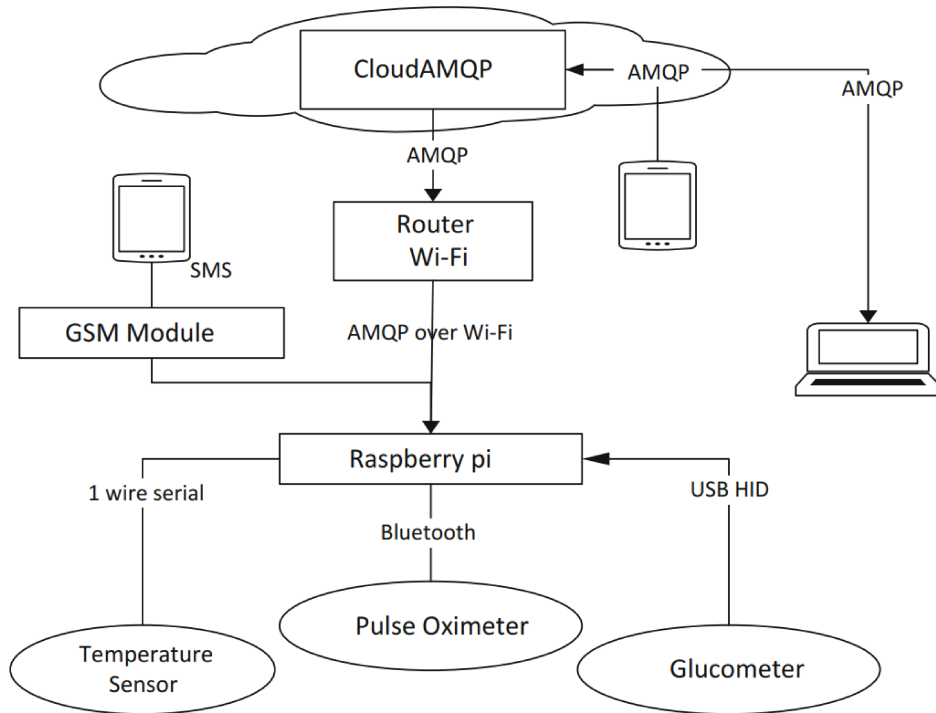 CloudAMQP
AMQP
AMQP
AMQP
Router
Wi-Fi
SMS
GSM Module
AMQP over Wi-Fi
Raspberry pi
1 wire serial
USB HID
Bluetooth
Pulse Oximeter
Temperature
Sensor
Glucometer